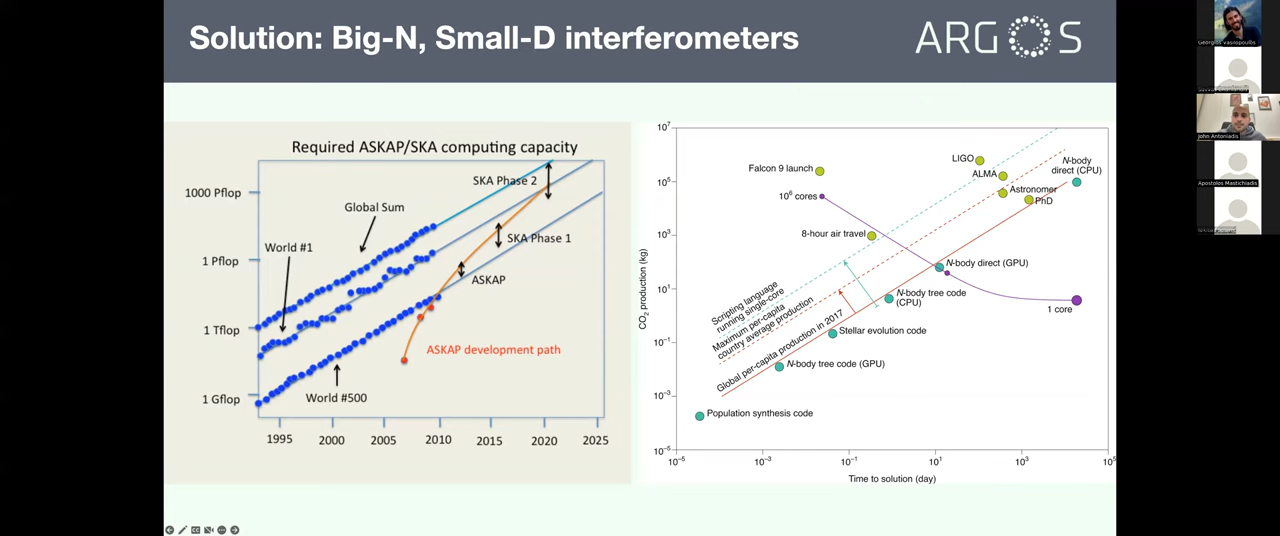 Solution: Big-N, Small-D interferometers
ARGOS
Required ASKAP/SKA computing capacity
1000 Pflop
1 Pflop
1 Tflop
1 Gflop
SKA Phase 2
Global Sum
World #1
SKA Phase 1
ASKAP
ASKAP development path
World #500
1995
2000
2005
2010
2015
2020
2025
CO2 production (kg)
10^7
10^5
10^3
10^1
10^-1
10^-3
10^-5
Falcon 9 launch
10^6 cores
8-hour air travel
LIGO
ALMA
Astronomer
PhD
N-body
direct (CPU)
N-body direct (GPU)
N-body tree code
(CPU)
1 core
Stellar evolution code
N-body tree code (GPU)
Population synthesis code
Scripting language
running single-core
Maximum per-capita
country average production
Global per-capita production in 2017
10^-5
10^-3
10^-1
10^1
10^3
10^5
Time to solution (day)
Georgios Vasilopoulos
John Antoniadis
Apostolos Mastichiadis